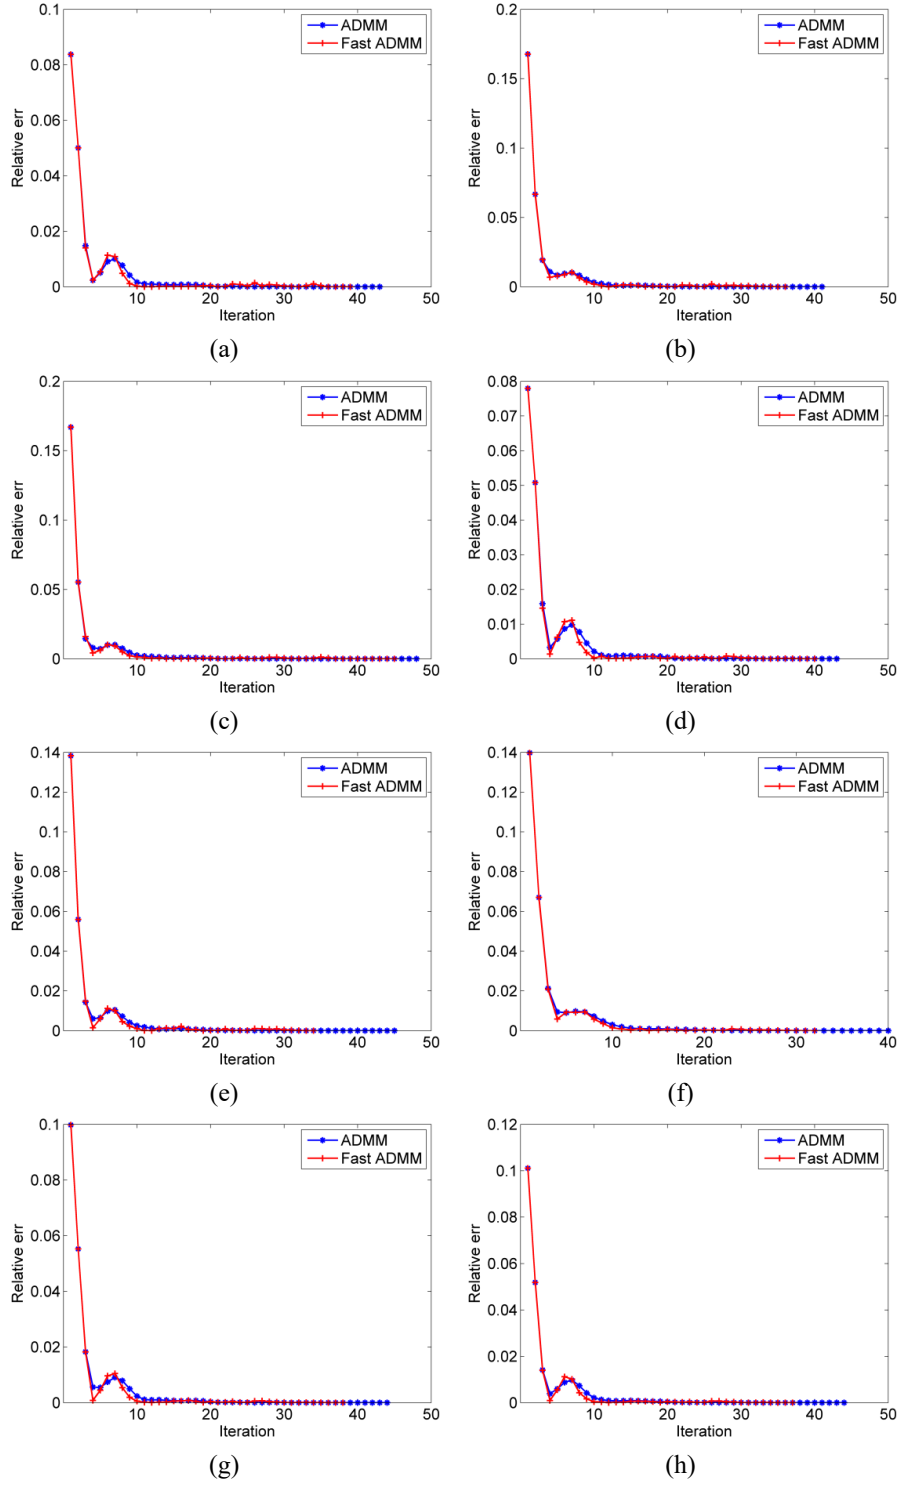 0.1
0.08
0.06
0.04
0.02
0
Relative err
10 20 30 40 50
Iteration
ADMM
Fast ADMM
(a)
0.2
0.15
0.1
0.05
0
Relative err
10 20 30 40 50
Iteration
ADMM
Fast ADMM
(b)
0.2
0.15
0.1
0.05
0
Relative err
10 20 30 40 50
Iteration
ADMM
Fast ADMM
(c)
0.08
0.07
0.06
0.05
0.04
0.03
0.02
0.01
0
Relative err
10 20 30 40 50
Iteration
ADMM
Fast ADMM
(d)
0.14
0.12
0.1
0.08
0.06
0.04
0.02
0
Relative err
10 20 30 40 50
Iteration
ADMM
Fast ADMM
(e)
0.14
0.12
0.1
0.08
0.06
0.04
0.02
0
Relative err
10 20 30 40
Iteration
ADMM
Fast ADMM
(f)
0.1
0.08
0.06
0.04
0.02
0
Relative err
10 20 30 40 50
Iteration
ADMM
Fast ADMM
(g)
0.12
0.1
0.08
0.06
0.04
0.02
0
Relative err
10 20 30 40 50
Iteration
ADMM
Fast ADMM
(h)